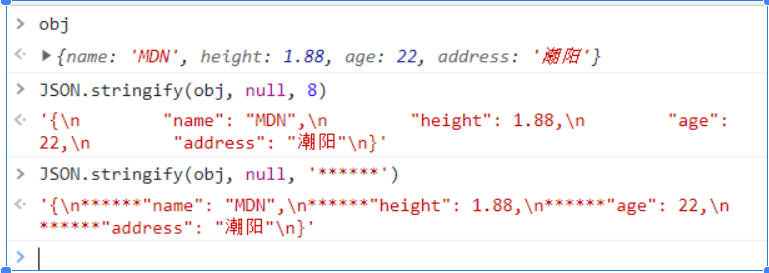 obj
{name: 'MDN', height: 1.88, age: 22, address: '潮阳'}
JSON.stringify(obj, null, 8)
'{\n        "name": "MDN",\n        "height": 1.88,\n        "age":
22,\n        "address": "潮阳"\n}'
JSON.stringify(obj, null, '******')
'{\n******"name": "MDN",\n******"height": 1.88,\n******"age": 22,\n
******"address": "潮阳"\n}'